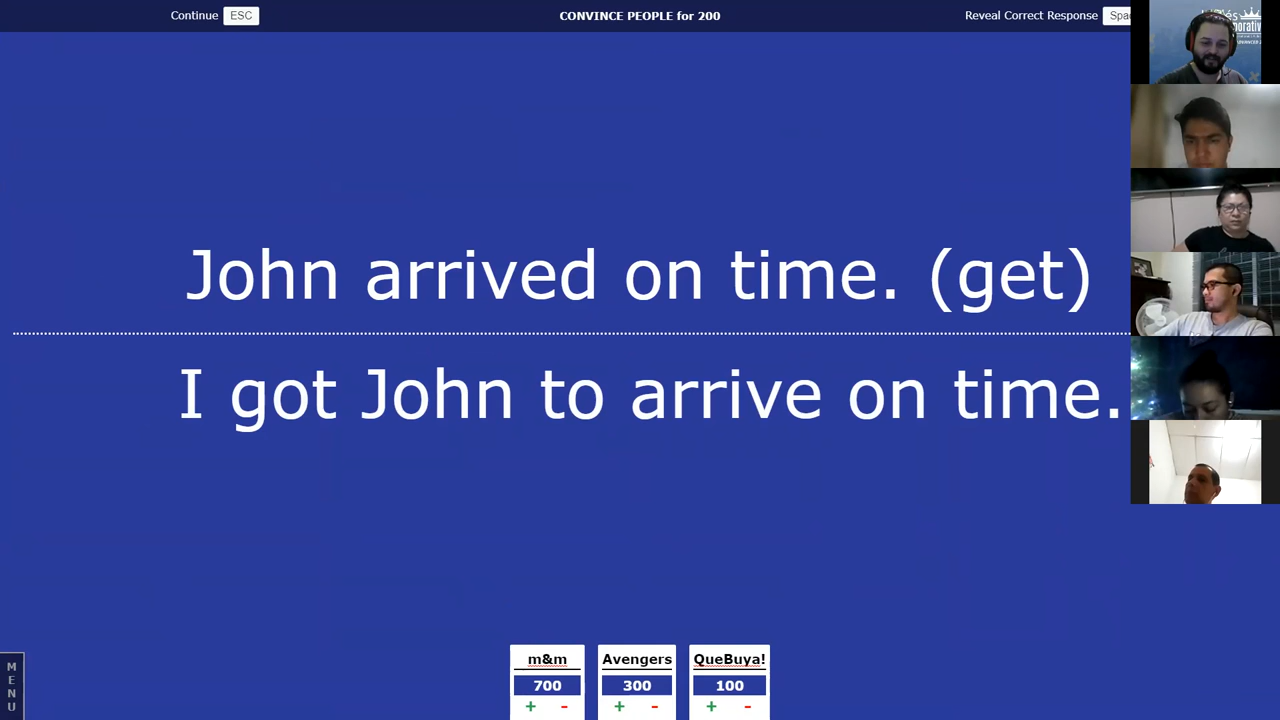 Continue ESC CONVINCE PEOPLE for 200 Reveal Correct Response
John arrived on time. (get)
I got John to arrive on time.
MENU
m&m Avengers QueBuya!
700 300 100
+ - + - + -